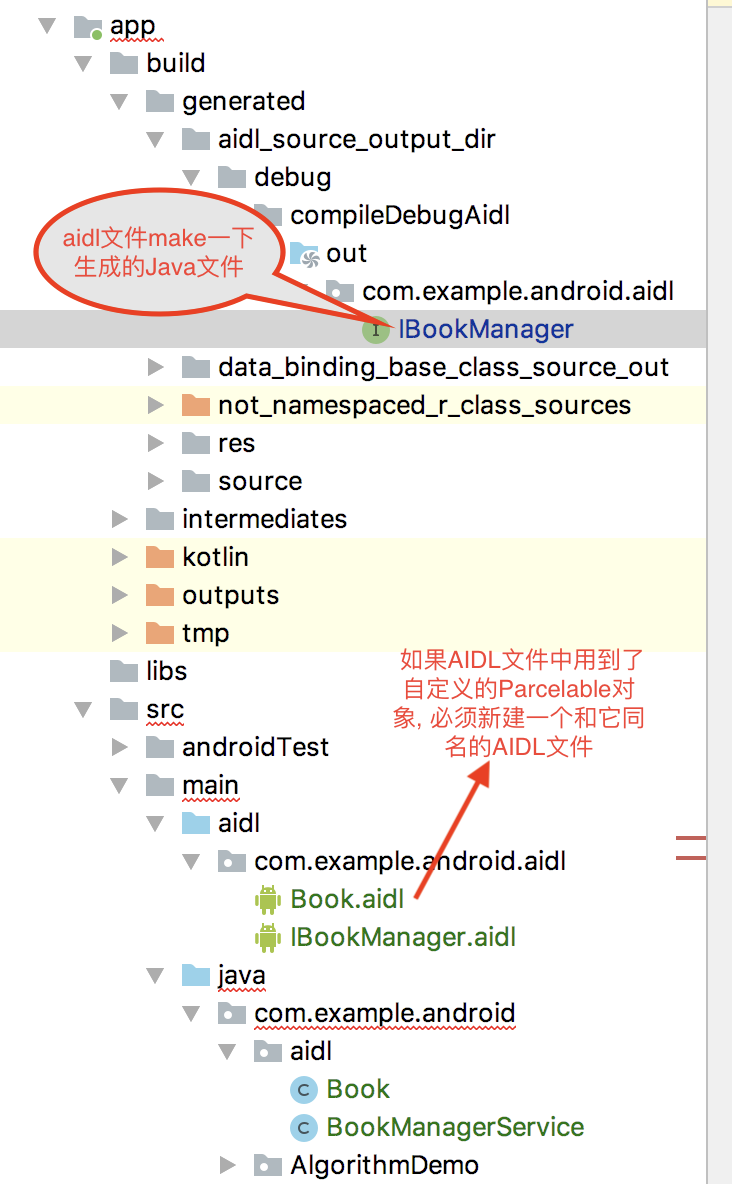 app
build
generated
aidl_source_output_dir
debug
compileDebugAidl
aidl文件make一下
生成的Java文件
out
com.example.android.aidl
I
IBookManager
data_binding_base_class_source_out
not_namespaced_r_class_sources
res
source
intermediates
kotlin
outputs
tmp
如果AIDL文件中用到了
自定义的Parcelable对
象, 必须新建一个和它同
名的AIDL文件
libs
src
androidTest
main
aidl
com.example.android.aidl
Book.aidl
IBookManager.aidl
java
com.example.android
aidl
C Book
C BookManagerService
AlgorithmDemo